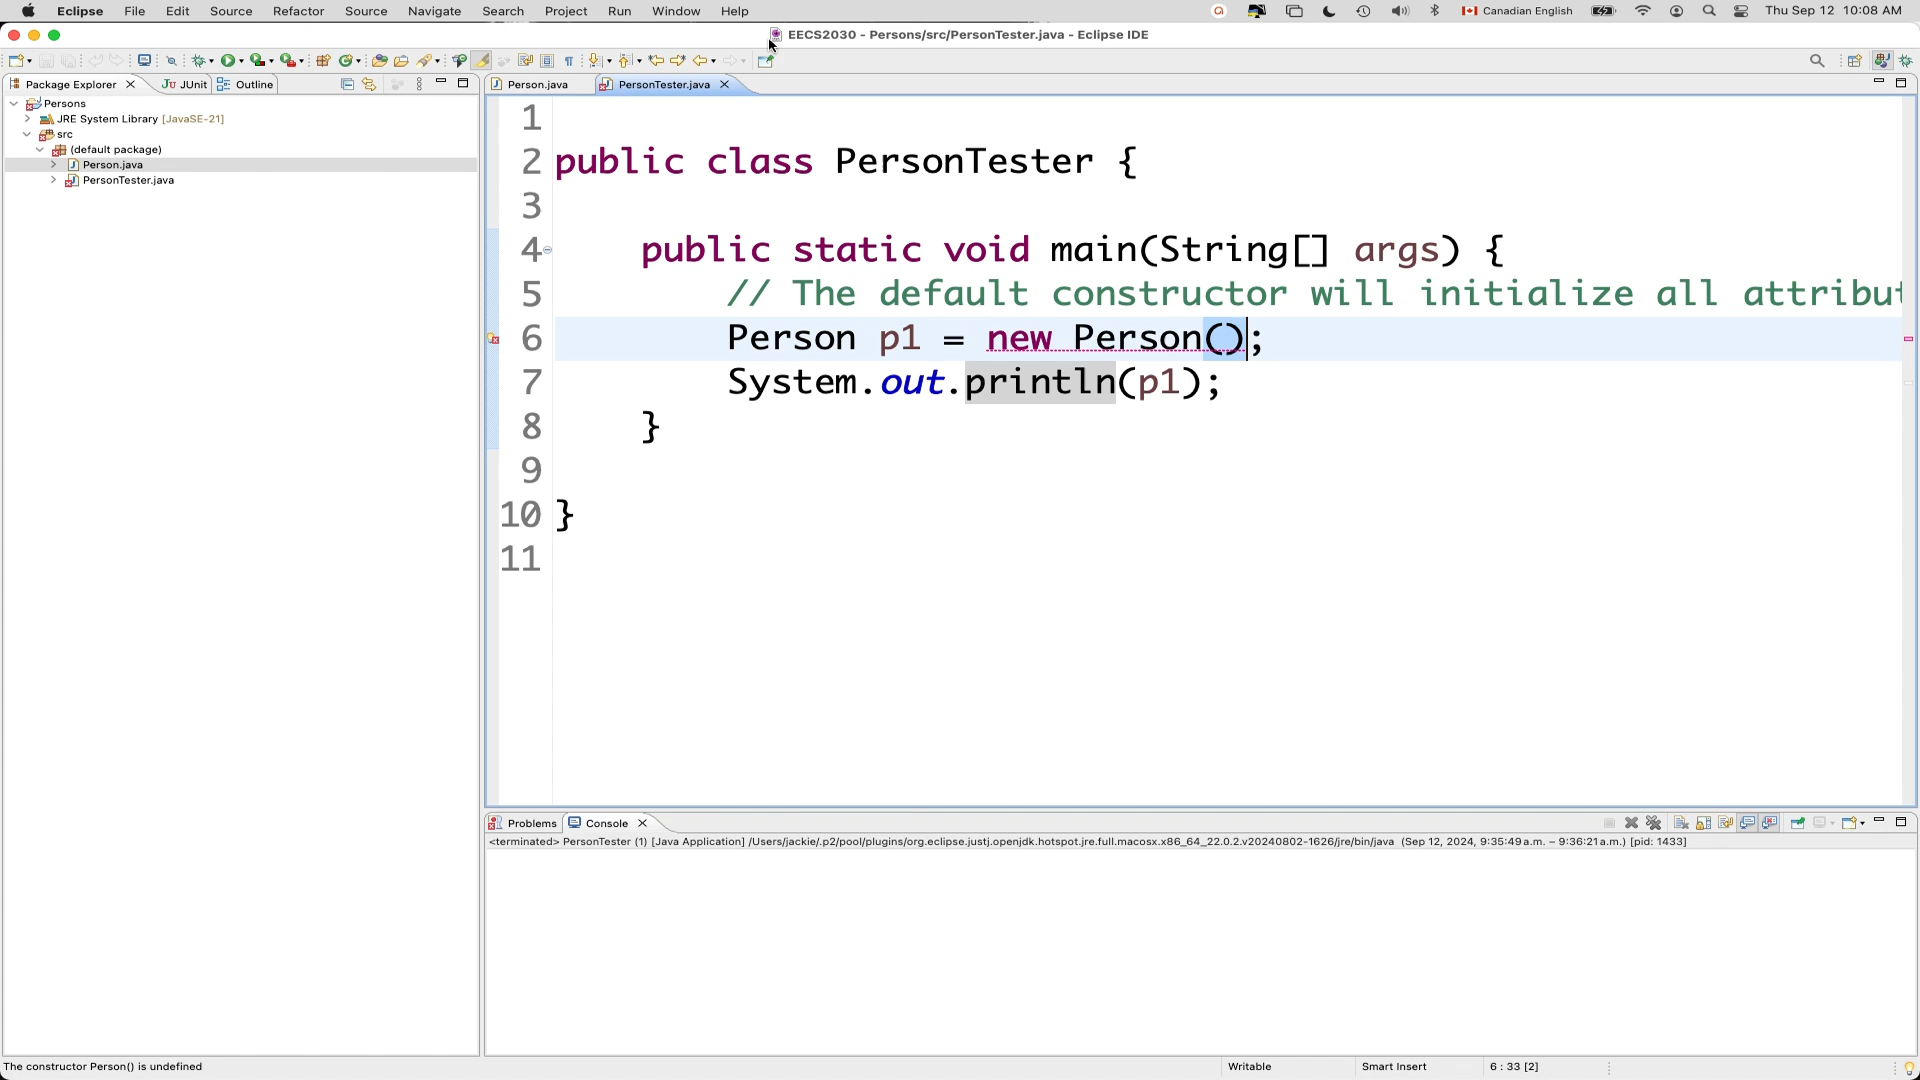 Eclipse File Edit Source Refactor Source Navigate Search Project Run Window Help Canadian English Thu Sep 12 10:08 AM
EECS2030 - Persons/src/PersonTester.java - Eclipse IDE
Package Explorer JUnit Outline Person.java PersonTester.java
Persons
JRE System Library [JavaSE-21]
src
(default package)
Person.java
PersonTester.java
1
2 public class PersonTester {
3
4 public static void main(String[] args) {
5 // The default constructor will initialize all attribu
6 Person p1 = new Person();
7 System.out.println(p1);
8 }
9
10 }
11
Problems Console
<terminated> PersonTester (1) [Java Application] /Users/jackie/.p2/pool/plugins/org.eclipse.justj.openjdk.hotspot.jre.full.macosx.x86_64_22.0.2.v20240802-1626/jre/bin/java (Sep 12, 2024, 9:35:49 a.m. – 9:36:21 a.m.) [pid: 1433]
The constructor Person() is undefined Writable Smart Insert 6 : 33 [2]